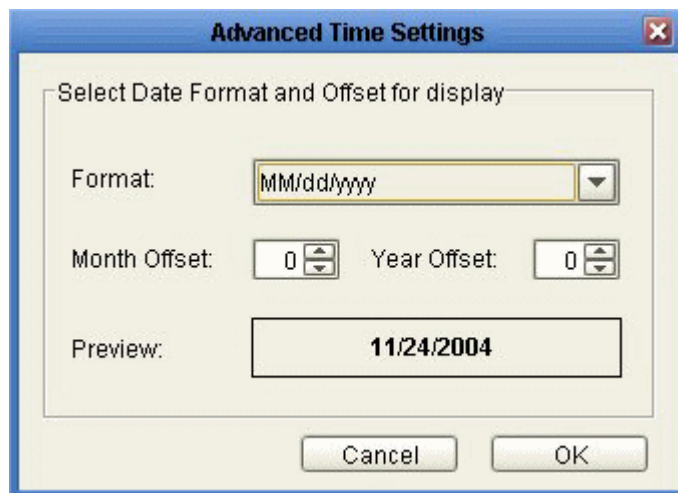 Advanced Time Settings
Select Date Format and Offset for display
Format: MM/dd/yyyy
Month Offset: 0 Year Offset: 0
Preview: 11/24/2004
Cancel OK